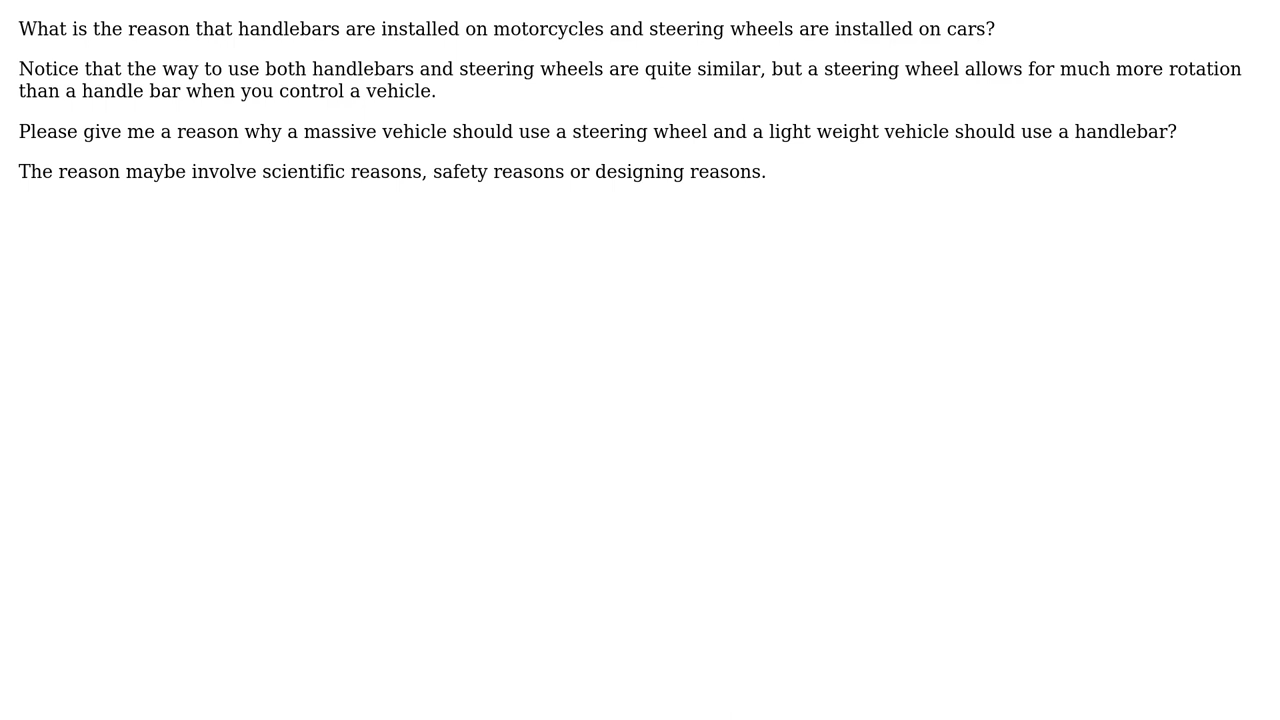 What is the reason that handlebars are installed on motorcycles and steering wheels are installed on cars?
Notice that the way to use both handlebars and steering wheels are quite similar, but a steering wheel allows for much more rotation
than a handle bar when you control a vehicle.
Please give me a reason why a massive vehicle should use a steering wheel and a light weight vehicle should use a handlebar?
The reason maybe involve scientific reasons, safety reasons or designing reasons.